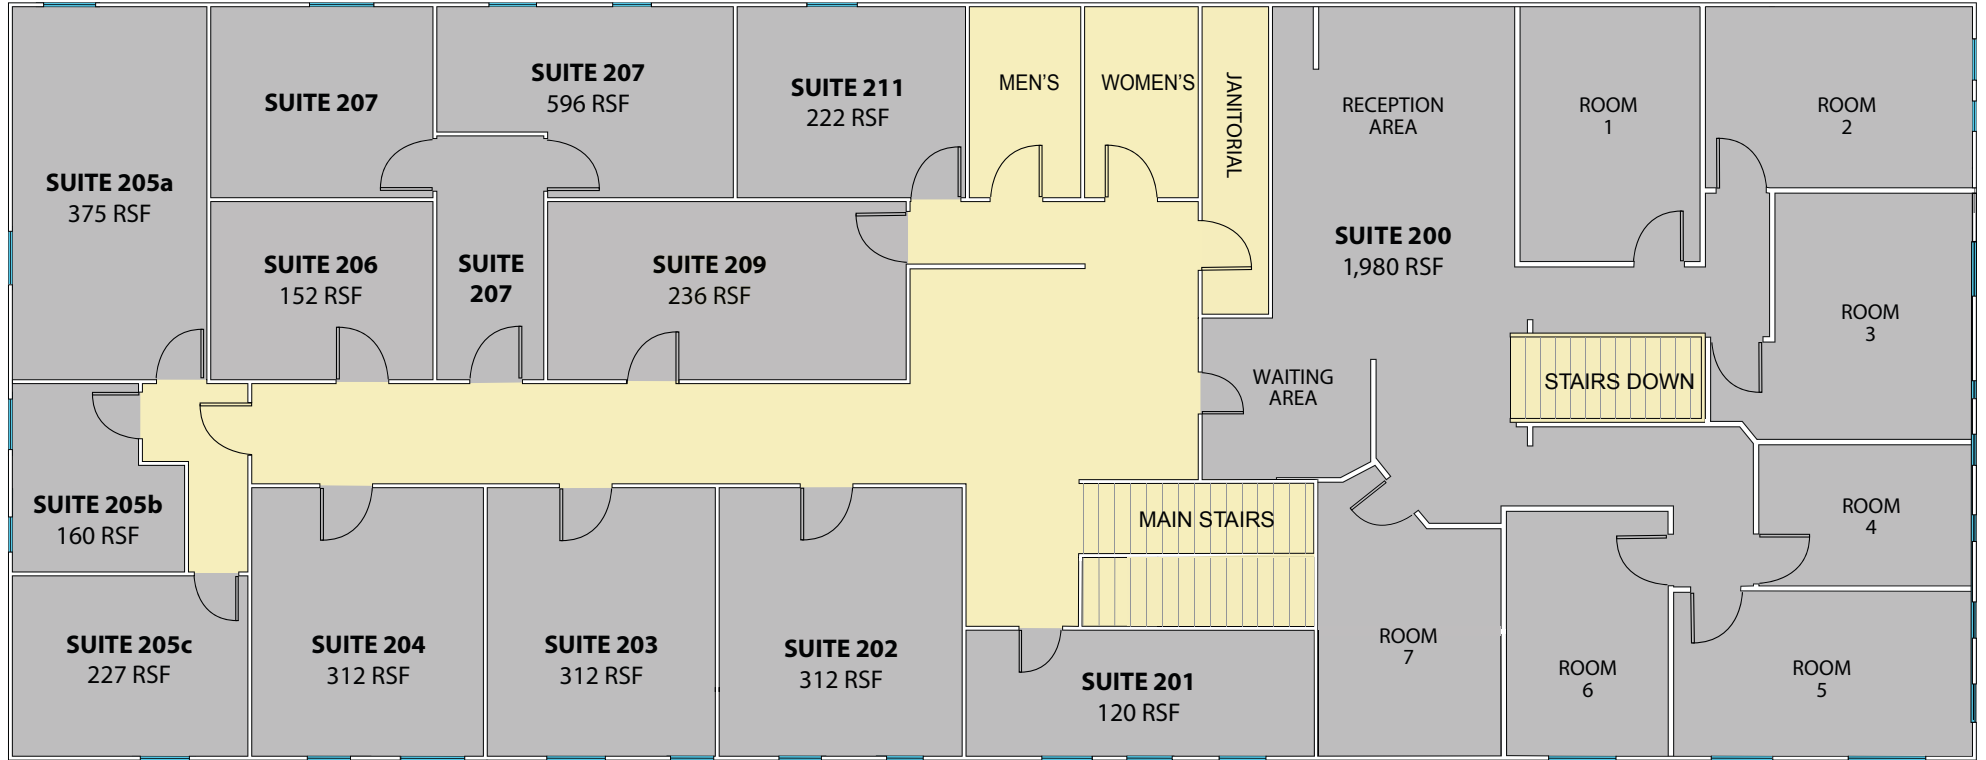 SUITE 205a
375 RSF
SUITE 207
SUITE 207
596 RSF
SUITE 211
222 RSF
MEN'S
WOMEN'S
JANITORIAL
RECEPTION
AREA
ROOM
1
ROOM
2
SUITE 206
152 RSF
SUITE
207
SUITE 209
236 RSF
SUITE 200
1,980 RSF
ROOM
3
WAITING
AREA
STAIRS DOWN
SUITE 205b
160 RSF
MAIN STAIRS
ROOM
4
SUITE 205c
227 RSF
SUITE 204
312 RSF
SUITE 203
312 RSF
SUITE 202
312 RSF
SUITE 201
120 RSF
ROOM
7
ROOM
6
ROOM
5